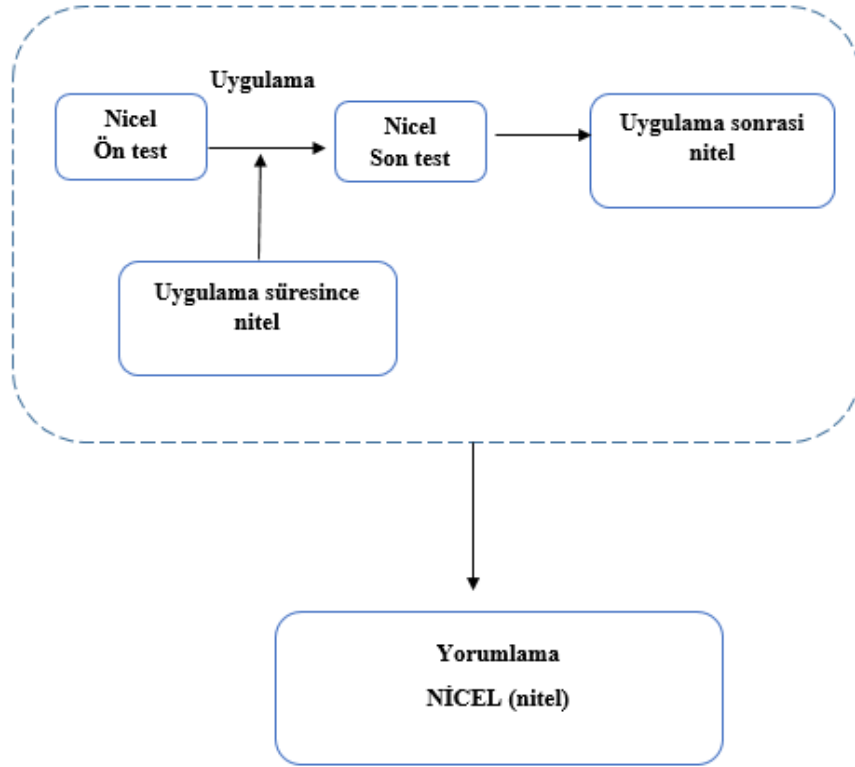 Uygulama
Nicel
Ön test
Nicel
Son test
Uygulama sonrasi
nitel
Uygulama süresince
nitel
Yorumlama
NİCEL (nitel)